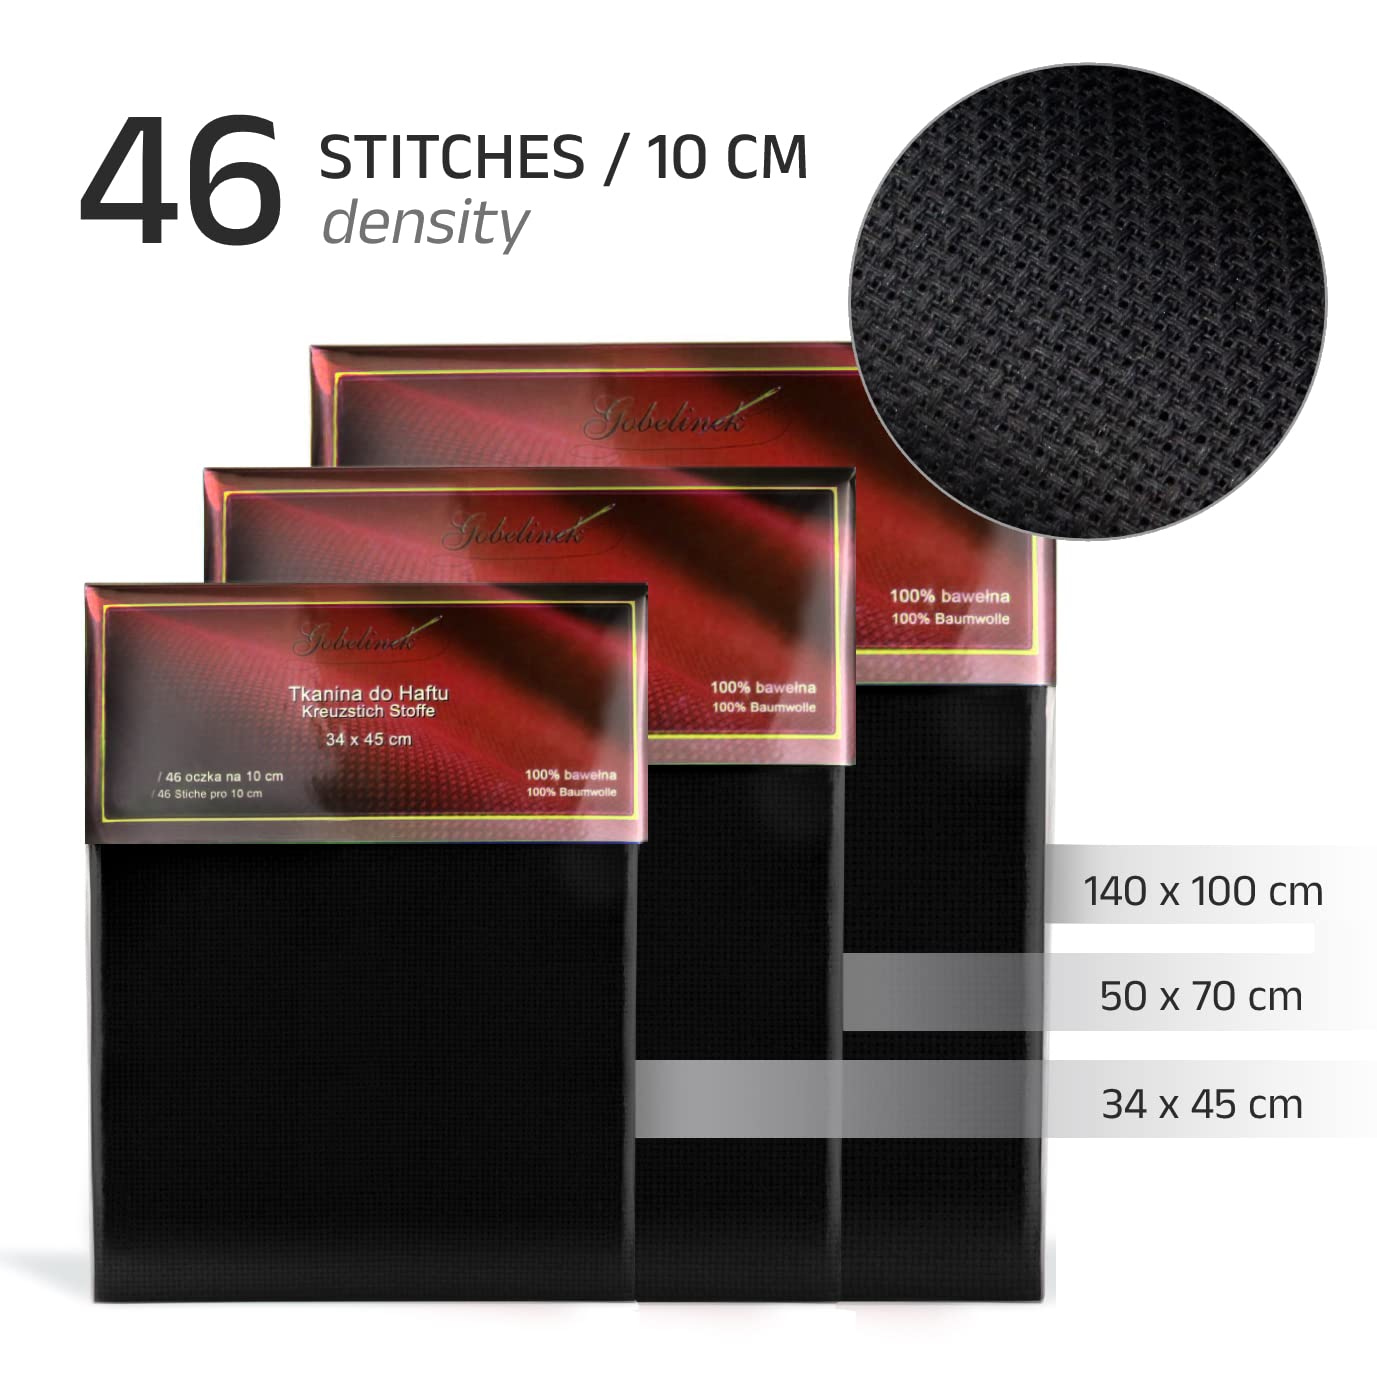 46
STITCHES / 10 CM
density
Gobelinek
100% bawełna
100% Baumwolle
Gobelinek
100% bawełna
100% Baumwolle
Gobelinek
Tkanina do Haftu
Kreuzstich Stoffe
34 x 45 cm
/ 46 oczka na 10 cm
/ 46 Stiche pro 10 cm
100% bawełna
100% Baumwolle
140 x 100 cm
50 x 70 cm
34 x 45 cm